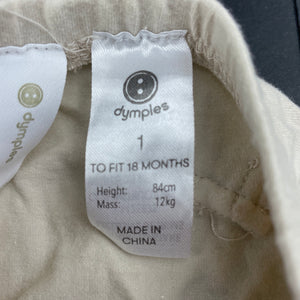 dymples
dymples
1
TO FIT 18 MONTHS
Height: 84cm
Mass: 12kg
MADE IN
CHINA